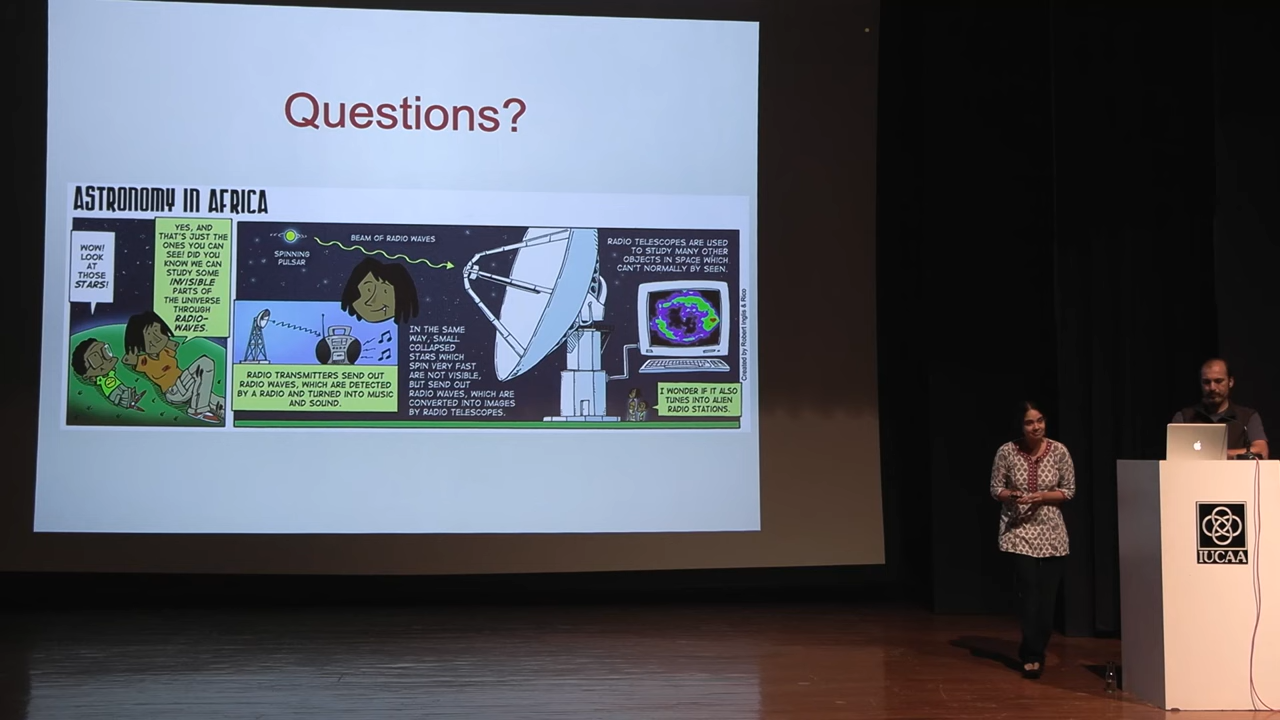 Questions?
ASTRONOMY IN AFRICA
WOW!
LOOK
AT
THOSE
STARS!
YES, AND
THAT'S JUST THE
ONES YOU CAN
SEE! DID YOU
KNOW WE CAN
STUDY SOME
INVISIBLE
PARTS OF
THE UNIVERSE
THROUGH
RADIO-
WAVES.
SPINNING
PULSAR
BEAM OF RADIO WAVES
RADIO TRANSMITTERS SEND OUT
RADIO WAVES, WHICH ARE DETECTED
BY A RADIO AND TURNED INTO MUSIC
AND SOUND.
IN THE SAME
WAY, SMALL
COLLAPSED
STARS WHICH
SPIN VERY FAST
ARE NOT VISIBLE,
BUT SEND OUT
RADIO WAVES, WHICH ARE
CONVERTED INTO IMAGES
BY RADIO TELESCOPES.
RADIO TELESCOPES ARE USED
TO STUDY MANY OTHER
OBJECTS IN SPACE WHICH
CAN'T NORMALLY BY SEEN.
I WONDER IF IT ALSO
TUNES INTO ALIEN
RADIO STATIONS.
Created by Robert Inglis & Rico
IUCAA